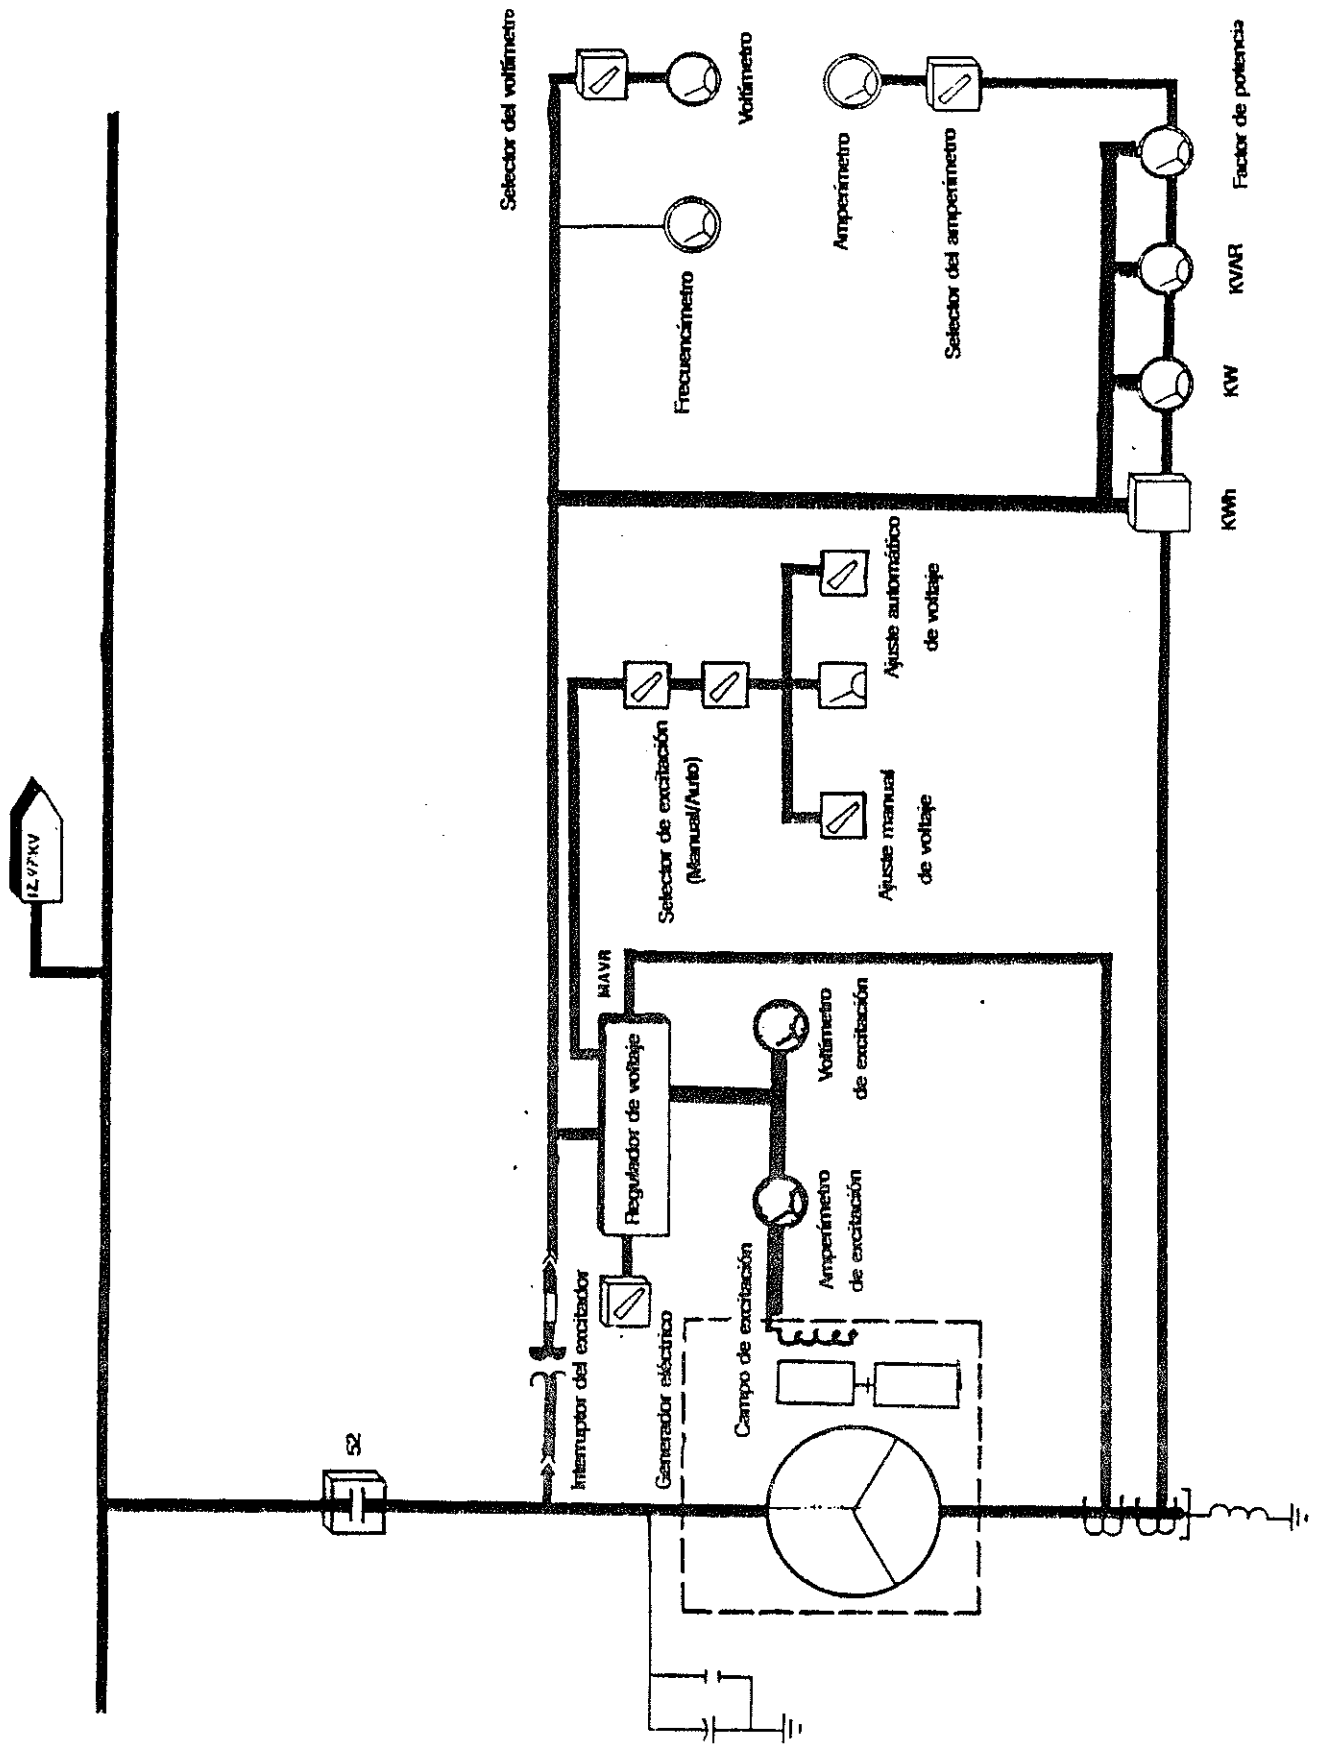 12,47 KV
52
Selector del voltímetro
Voltímetro
Frecuencímetro
Amperímetro
Selector del amperímetro
Factor de potencia
KVAR
KW
KWh
Interruptor del excitador
MAVR
Regulador de voltaje
Selector de excitación
(Manual/Auto)
Ajuste automático
de voltaje
Ajuste manual
de voltaje
Voltímetro
de excitación
Amperímetro
de excitación
Campo de excitación
Generador eléctrico